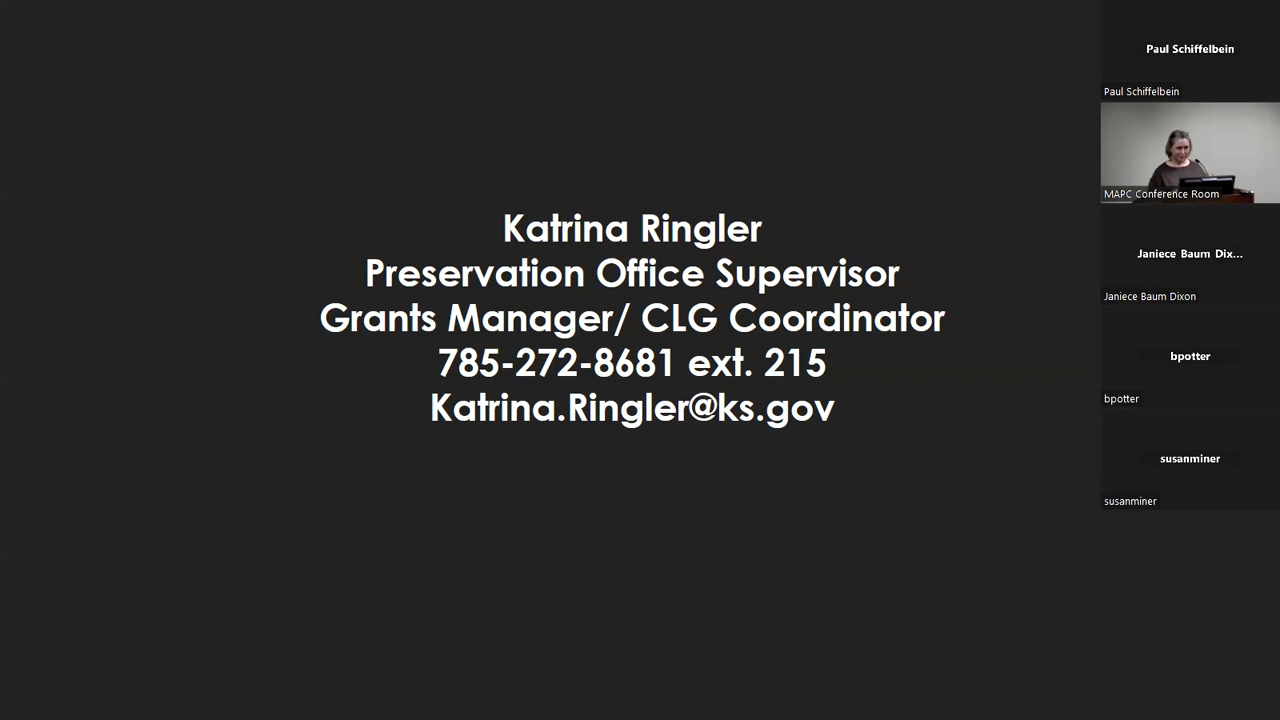 Katrina Ringler
Preservation Office Supervisor
Grants Manager/ CLG Coordinator
785-272-8681 ext. 215
Katrina.Ringler@ks.gov
Paul Schiffelbein
Paul Schiffelbein
MAPC Conference Room
Janiece Baum Dix...
Janiece Baum Dixon
bpotter
bpotter
susanminer
susanminer